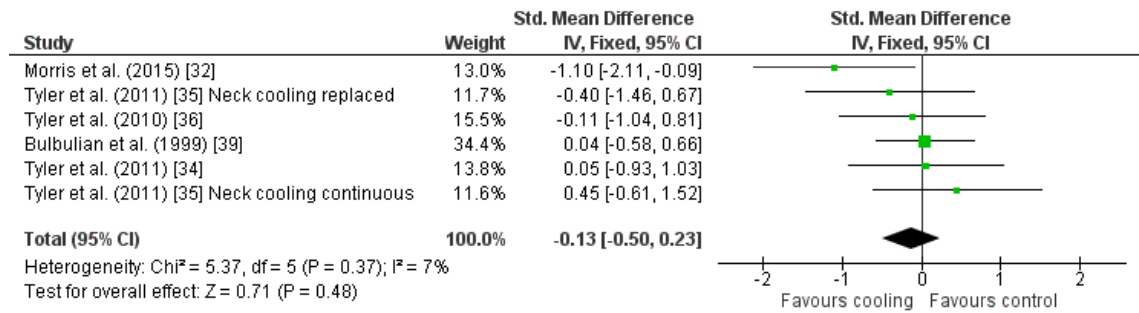 Std. Mean Difference Std. Mean Difference
Study Weight IV, Fixed, 95% CI IV, Fixed, 95% CI
Morris et al. (2015) [32] 13.0% -1.10 [-2.11, -0.09]
Tyler et al. (2011) [35] Neck cooling replaced 11.7% -0.40 [-1.46, 0.67]
Tyler et al. (2010) [36] 15.5% -0.11 [-1.04, 0.81]
Bulbulian et al. (1999) [39] 34.4% 0.04 [-0.58, 0.66]
Tyler et al. (2011) [34] 13.8% 0.05 [-0.93, 1.03]
Tyler et al. (2011) [35] Neck cooling continuous 11.6% 0.45 [-0.61, 1.52]
Total (95% CI) 100.0% -0.13 [-0.50, 0.23]
Heterogeneity: Chi² = 5.37, df = 5 (P = 0.37); I² = 7%
Test for overall effect: Z = 0.71 (P = 0.48)
-2 -1 0 1 2
Favours cooling Favours control